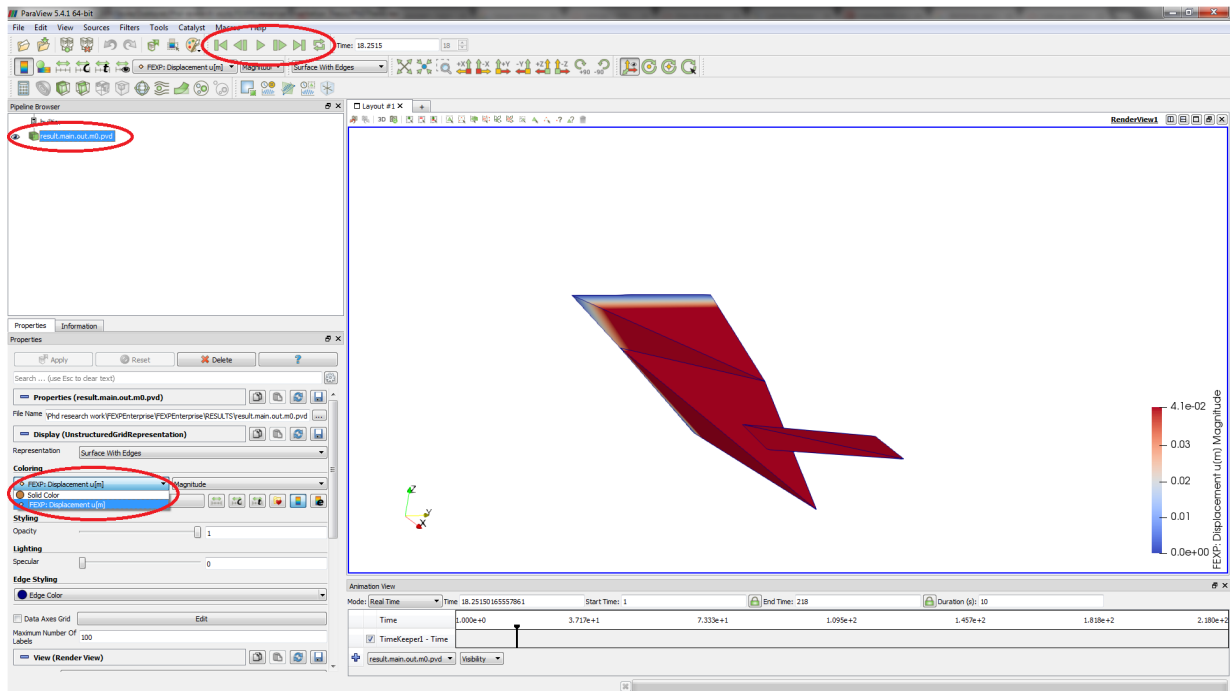 ParaView 5.4.1 64-bit
File Edit View Sources Filters Tools Catalyst Help
Time: 18.2515 18
FEXP: Displacement u[m] Magnitude Surface With Edges
+X -X +Y -Y +Z -Z +90 -90
Pipeline Browser
result.main.out.m0.pvd
Layout #1 X +
3D
RenderView1
Properties Information
Properties
Apply Reset Delete ?
Search ... (use Esc to clear text)
Properties (result.main.out.m0.pvd)
File Name \Phd research work\FEXPEnterprise\FEXPEnterprise\RESULTS\result.main.out.m0.pvd ...
Display (UnstructuredGridRepresentation)
Representation Surface With Edges
Coloring
FEXP: Displacement u[m] Magnitude
Solid Color
FEXP: Displacement u[m]
Styling
Opacity 1
Lighting
Specular 0
Edge Styling
Edge Color
Data Axes Grid Edit
Maximum Number Of
Labels 100
View (Render View)
Z
Y
X
4.1e-02
0.03
0.02
0.01
0.0e+00
FEXP: Displacement u(m) Magnitude
Animation View
Mode: Real Time Time 18.25150165557861 Start Time: 1 End Time: 218 Duration (s): 10
Time 1.000e+0 3.717e+1 7.333e+1 1.095e+2 1.457e+2 1.818e+2 2.180e+2
TimeKeeper1 - Time
result.main.out.m0.pvd Visibility